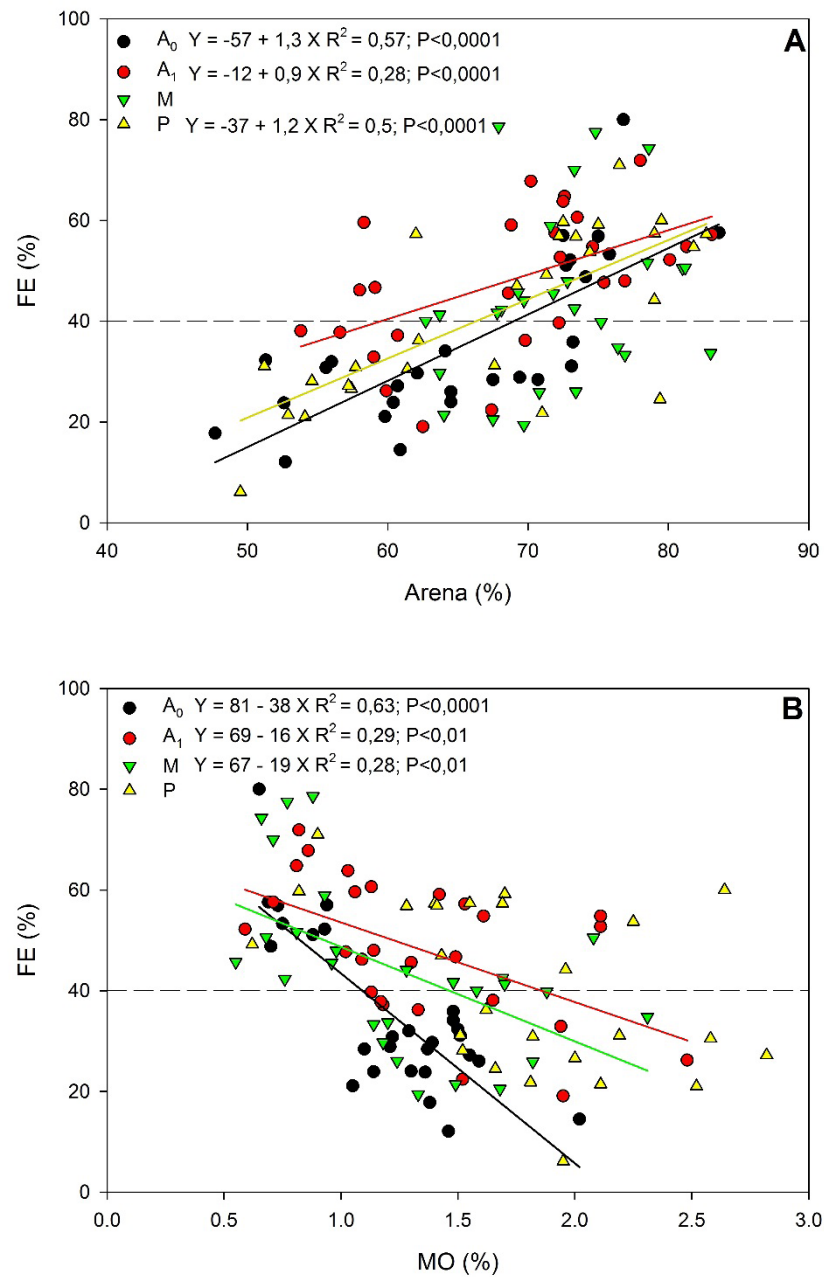 A
A₀ Y = -57 + 1,3 X R² = 0,57; P<0,0001
A₁ Y = -12 + 0,9 X R² = 0,28; P<0,0001
M
P Y = -37 + 1,2 X R² = 0,5; P<0,0001
100
80
60
40
20
0
FE (%)
40 50 60 70 80 90
Arena (%)
B
A₀ Y = 81 - 38 X R² = 0,63; P<0,0001
A₁ Y = 69 - 16 X R² = 0,29; P<0,01
M Y = 67 - 19 X R² = 0,28; P<0,01
P
100
80
60
40
20
0
FE (%)
0.0 0.5 1.0 1.5 2.0 2.5 3.0
MO (%)